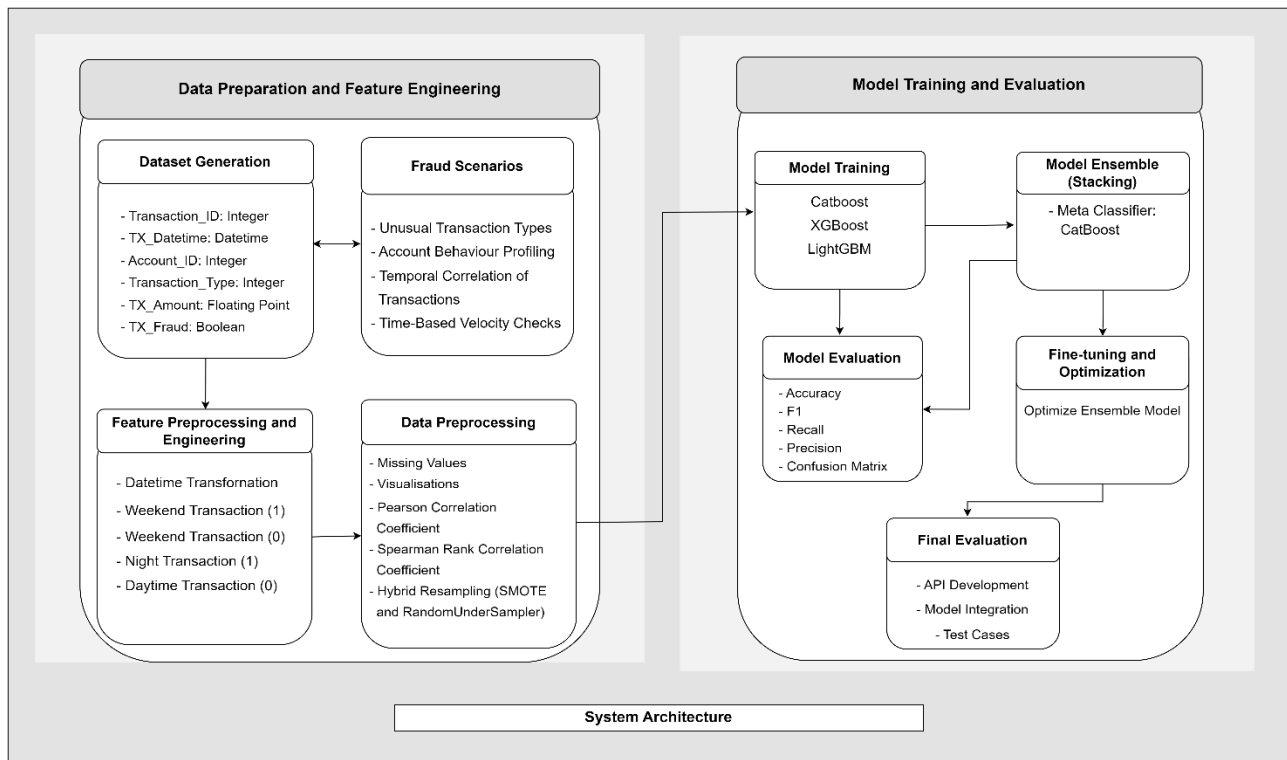 Data Preparation and Feature Engineering
Dataset Generation
- Transaction_ID: Integer
- TX_Datetime: Datetime
- Account_ID: Integer
- Transaction_Type: Integer
- TX_Amount: Floating Point
- TX_Fraud: Boolean
Fraud Scenarios
- Unusual Transaction Types
- Account Behaviour Profiling
- Temporal Correlation of
Transactions
- Time-Based Velocity Checks
Feature Preprocessing and
Engineering
- Datetime Transfornation
- Weekend Transaction (1)
- Weekend Transaction (0)
- Night Transaction (1)
- Daytime Transaction (0)
Data Preprocessing
- Missing Values
- Visualisations
- Pearson Correlation
Coefficient
- Spearman Rank Correlation
Coefficient
- Hybrid Resampling (SMOTE
and RandomUnderSampler)
Model Training and Evaluation
Model Training
Catboost
XGBoost
LightGBM
Model Ensemble
(Stacking)
- Meta Classifier:
CatBoost
Model Evaluation
- Accuracy
- F1
- Recall
- Precision
- Confusion Matrix
Fine-tuning and
Optimization
Optimize Ensemble Model
Final Evaluation
- API Development
- Model Integration
- Test Cases
System Architecture